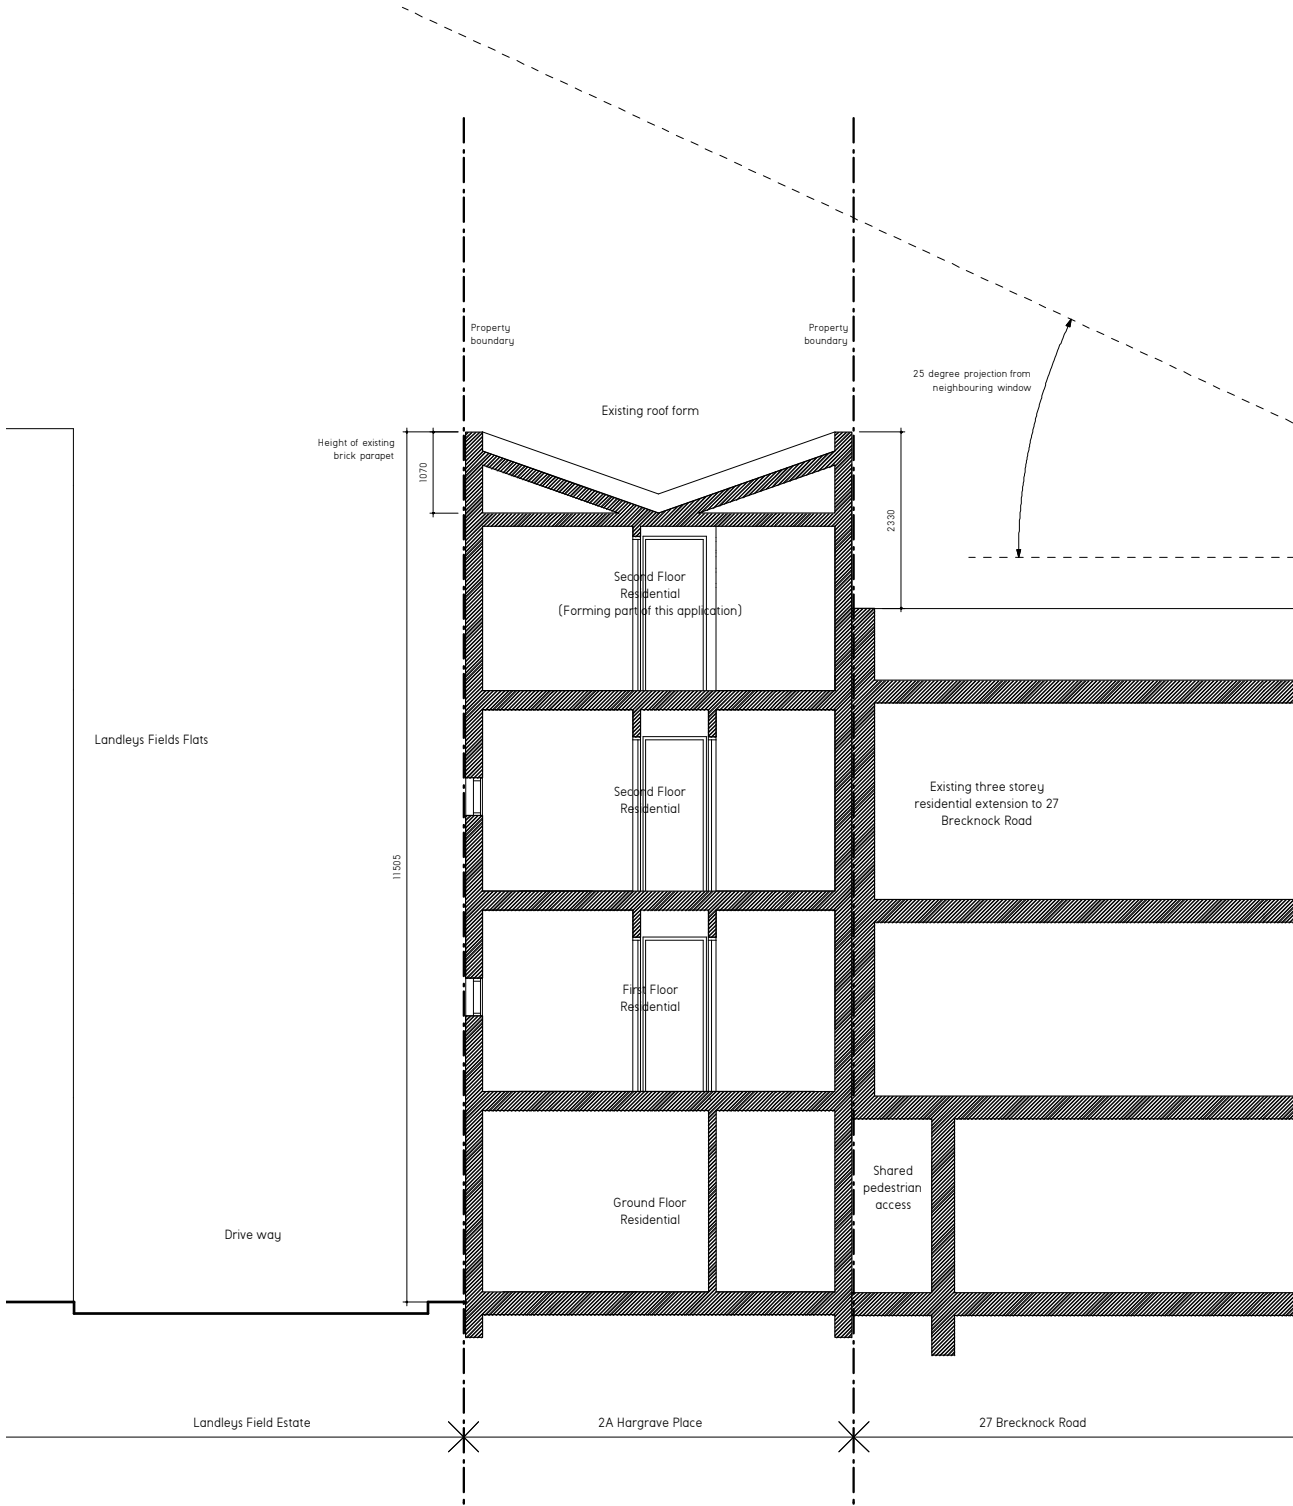 Property
boundary
Property
boundary
25 degree projection from
neighbouring window
Existing roof form
Height of existing
brick parapet
1070
2330
Second Floor
Residential
(Forming part of this application)
Landleys Fields Flats
Second Floor
Residential
Existing three storey
residential extension to 27
Brecknock Road
11505
First Floor
Residential
Ground Floor
Residential
Shared
pedestrian
access
Drive way
Landleys Field Estate
2A Hargrave Place
27 Brecknock Road